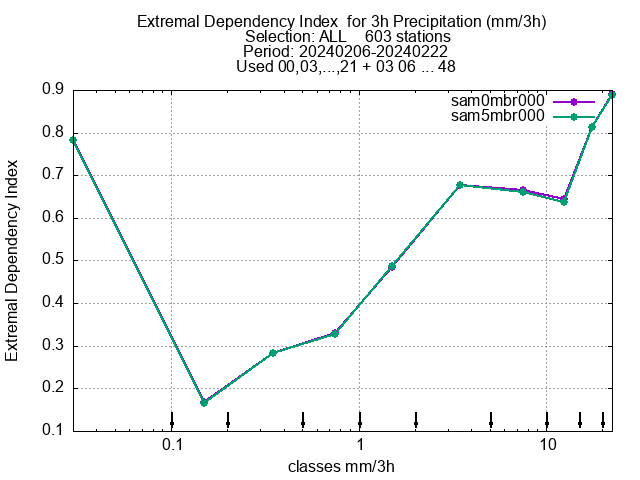 Extremal Dependency Index  for 3h Precipitation (mm/3h)
Selection: ALL    603 stations
Period: 20240206-20240222
Used 00,03,...,21 + 03 06 ... 48
sam0mbr000
sam5mbr000
0.9
0.8
0.7
0.6
0.5
0.4
0.3
0.2
0.1
Extremal Dependency Index
0.1 1 10
classes mm/3h